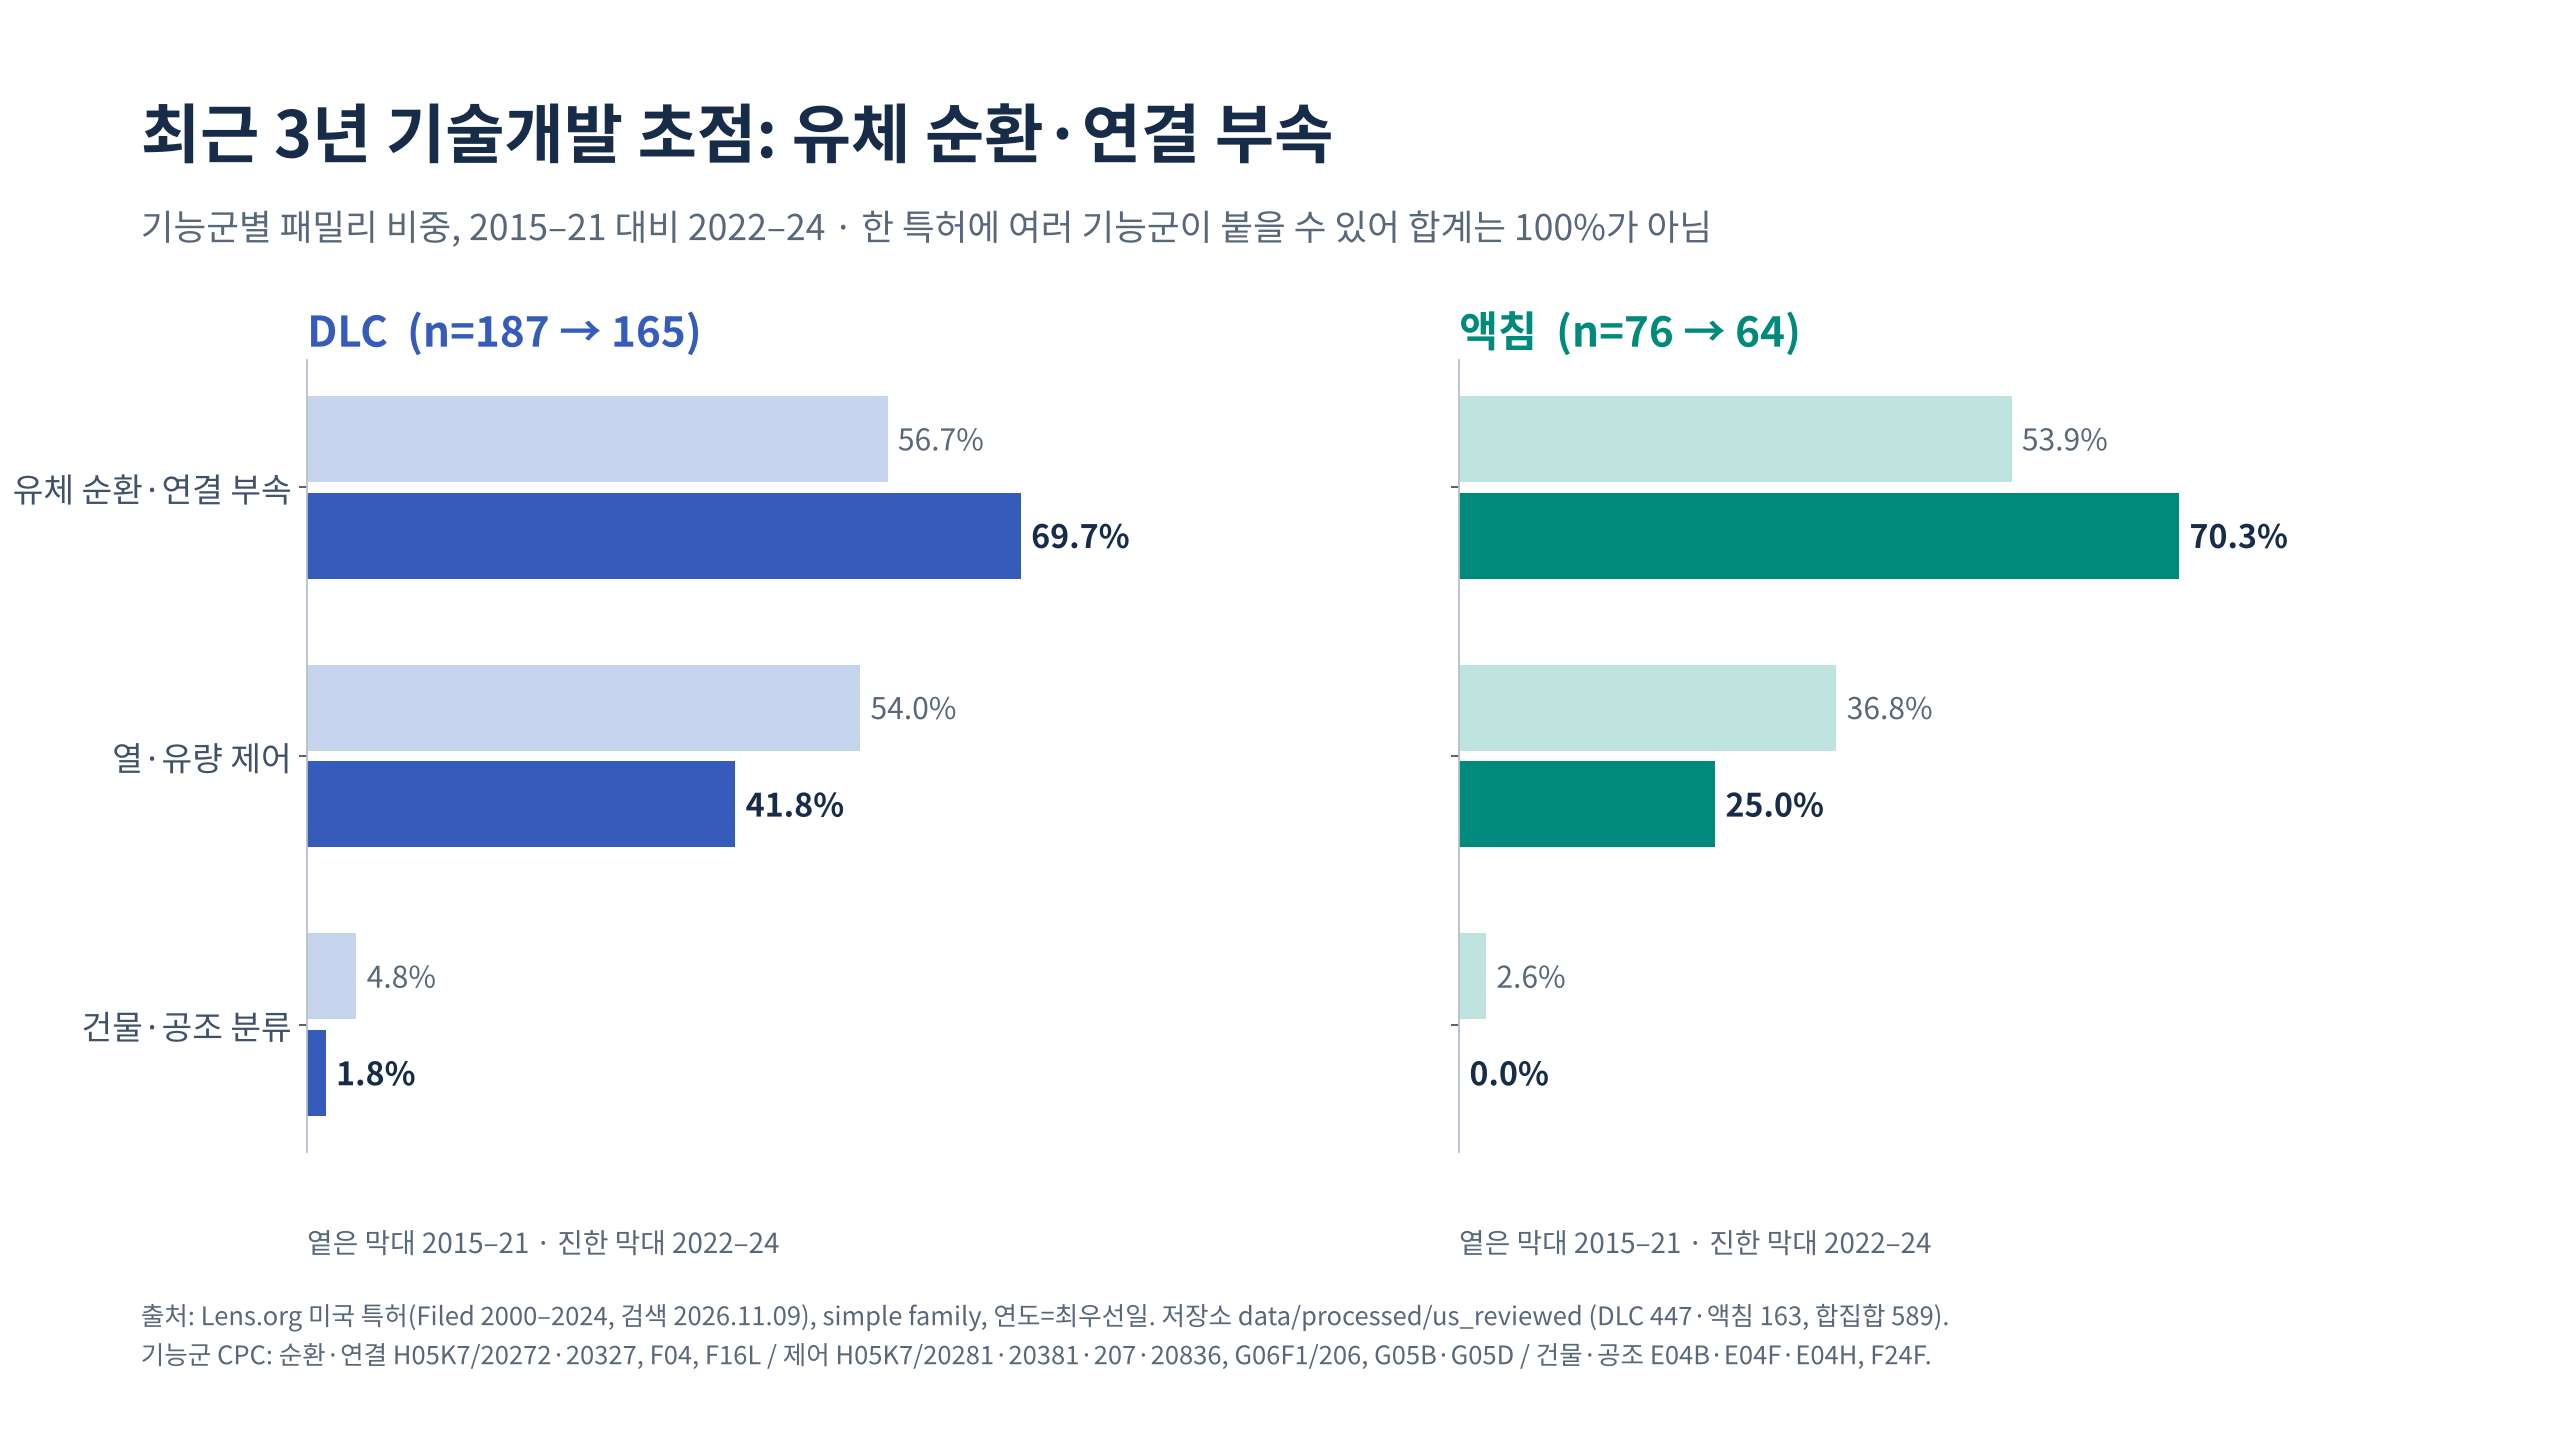 최근 3년 기술개발 초점: 유체 순환·연결 부속
기능군별 패밀리 비중, 2015–21 대비 2022–24 · 한 특허에 여러 기능군이 붙을 수 있어 합계는 100%가 아님
DLC (n=187 → 165)
유체 순환·연결 부속
56.7%
69.7%
열·유량 제어
54.0%
41.8%
건물·공조 분류
4.8%
1.8%
옅은 막대 2015–21 · 진한 막대 2022–24
액침 (n=76 → 64)
53.9%
70.3%
36.8%
25.0%
2.6%
0.0%
옅은 막대 2015–21 · 진한 막대 2022–24
출처: Lens.org 미국 특허(Filed 2000–2024, 검색 2026.11.09), simple family, 연도=최우선일. 저장소 data/processed/us_reviewed (DLC 447·액침 163, 합집합 589).
기능군 CPC: 순환·연결 H05K7/20272·20327, F04, F16L / 제어 H05K7/20281·20381·207·20836, G06F1/206, G05B·G05D / 건물·공조 E04B·E04F·E04H, F24F.